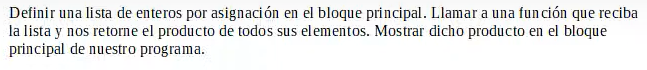 Definir una lista de enteros por asignación en el bloque principal. Llamar a una función que reciba
la lista y nos retorne el producto de todos sus elementos. Mostrar dicho producto en el bloque
principal de nuestro programa.